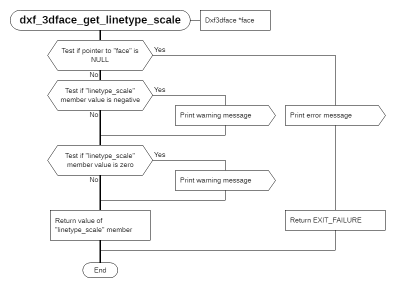 dxf_3dface_get_linetype_scale
Dxf3dface *face
Test if pointer to "face" is
NULL
Yes
No
Test if "linetype_scale"
member value is negative
Yes
No
Print warning message
Print error message
Test if "linetype_scale"
member value is zero
Yes
No
Print warning message
Return value of
"linetype_scale" member
Return EXIT_FAILURE
End